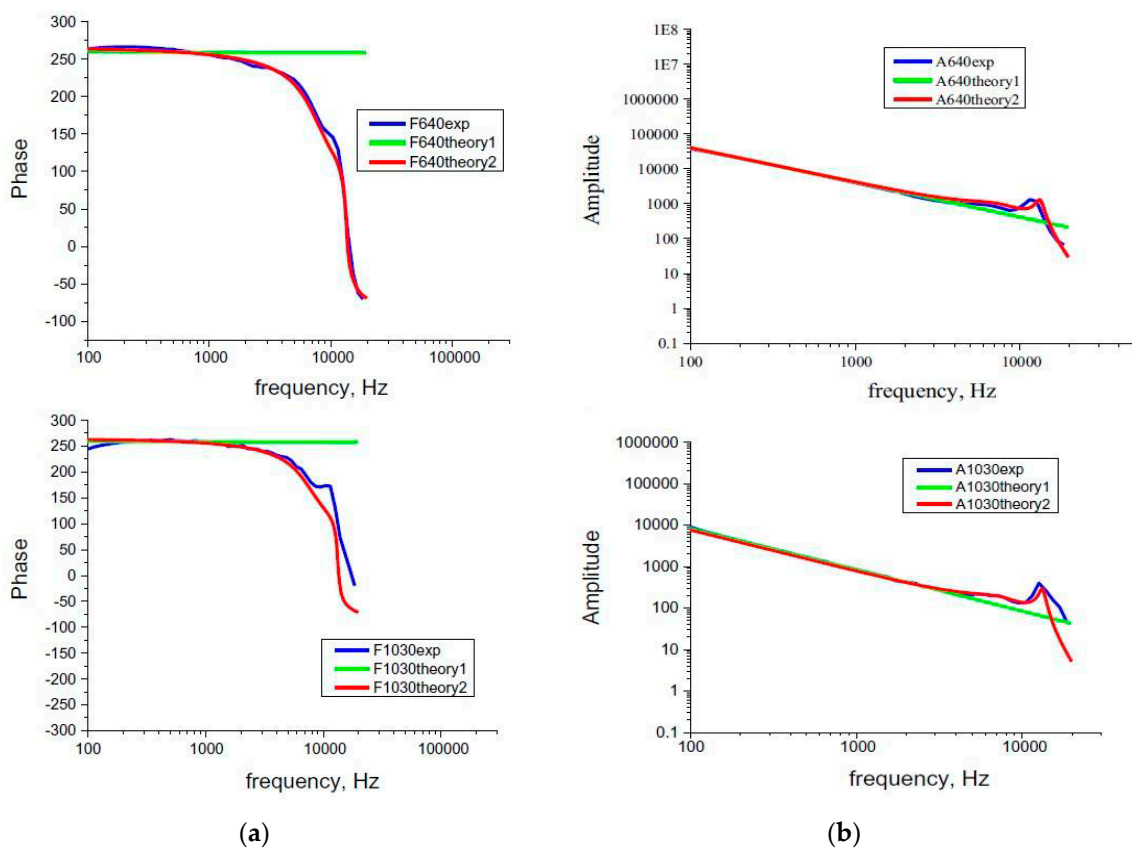 300
250
200
150
100
50
0
-50
-100
Phase
F640exp
F640theory1
F640theory2
100 1000 10000 100000
frequency, Hz
1E8
1E7
1000000
100000
10000
1000
100
10
1
0.1
Amplitude
A640exp
A640theory1
A640theory2
100 1000 10000
frequency, Hz
300
250
200
150
100
50
0
-50
-100
-150
-200
-250
-300
Phase
F1030exp
F1030theory1
F1030theory2
100 1000 10000 100000
frequency, Hz
1000000
100000
10000
1000
100
10
1
0.1
Amplitude
A1030exp
A1030theory1
A1030theory2
100 1000 10000
frequency, Hz
(a) (b)